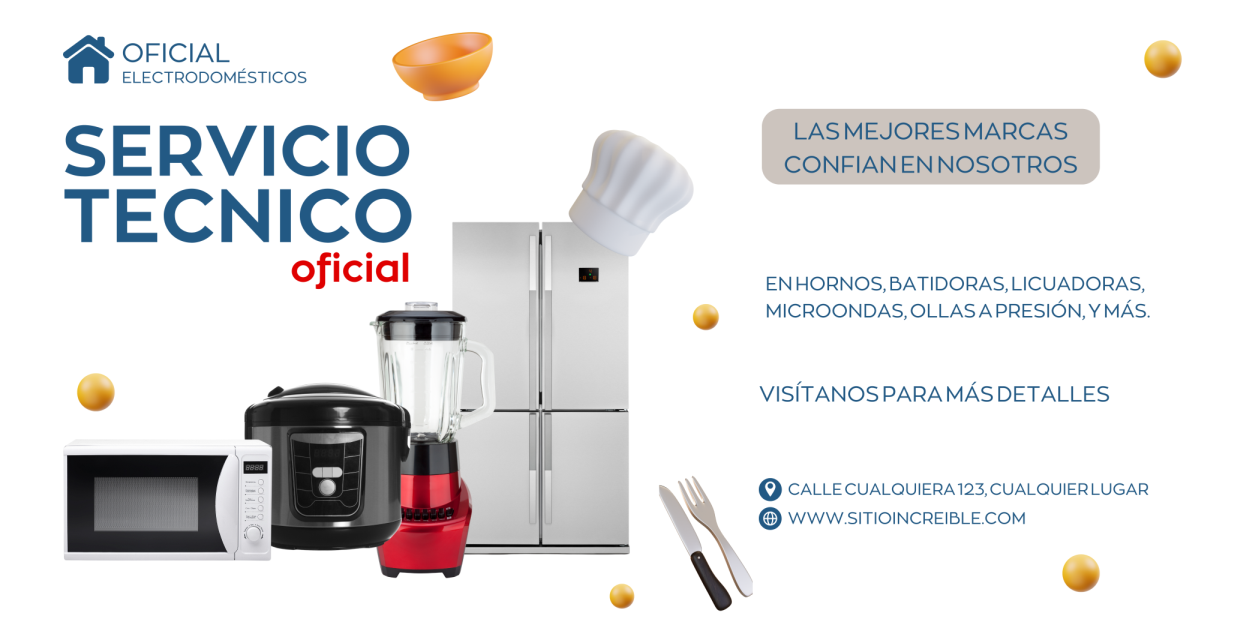 OFICIAL
ELECTRODOMÉSTICOS
SERVICIO
TECNICO
oficial
LAS MEJORES MARCAS
CONFIAN EN NOSOTROS
EN HORNOS, BATIDORAS, LICUADORAS,
MICROONDAS, OLLAS A PRESIÓN, Y MÁS.
VISÍTANOS PARA MÁS DETALLES
CALLE CUALQUIERA 123, CUALQUIER LUGAR
WWW.SITIOINCREIBLE.COM